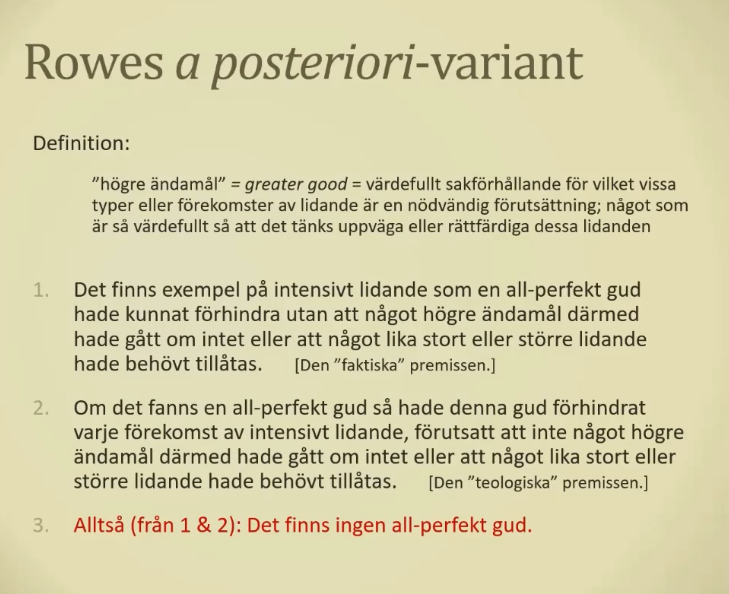 Rowes a posteriori-variant
Definition:
”högre ändamål” = greater good = värdefullt sakförhållande för vilket vissa
typer eller förekomster av lidande är en nödvändig förutsättning; något som
är så värdefullt så att det tänks uppväga eller rättfärdiga dessa lidanden
1. Det finns exempel på intensivt lidande som en all-perfekt gud
hade kunnat förhindra utan att något högre ändamål därmed
hade gått om intet eller att något lika stort eller större lidande
hade behövt tillåtas. [Den ”faktiska” premissen.]
2. Om det fanns en all-perfekt gud så hade denna gud förhindrat
varje förekomst av intensivt lidande, förutsatt att inte något högre
ändamål därmed hade gått om intet eller att något lika stort eller
större lidande hade behövt tillåtas. [Den ”teologiska” premissen.]
3. Alltså (från 1 & 2): Det finns ingen all-perfekt gud.